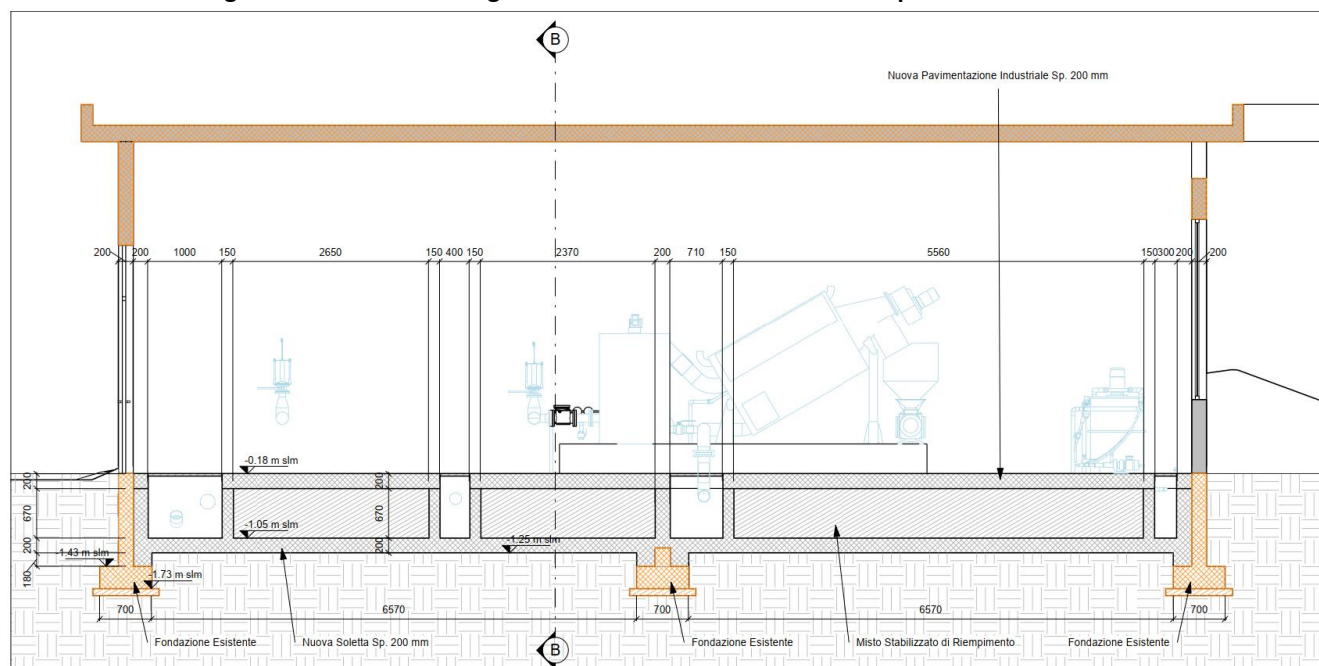 B
Nuova Pavimentazione Industriale Sp. 200 mm
200 200 1000 150 2650 150 400 150 2370 200 710 150 5560 150 300 200 200
-0.18 m slm
200 200
670 670
-1.05 m slm
200 200
-1.25 m slm
-1.43 m slm
180
-1.73 m slm
700 6570 700 6570 700
Fondazione Esistente Nuova Soletta Sp. 200 mm Fondazione Esistente Misto Stabilizzato di Riempimento Fondazione Esistente
B